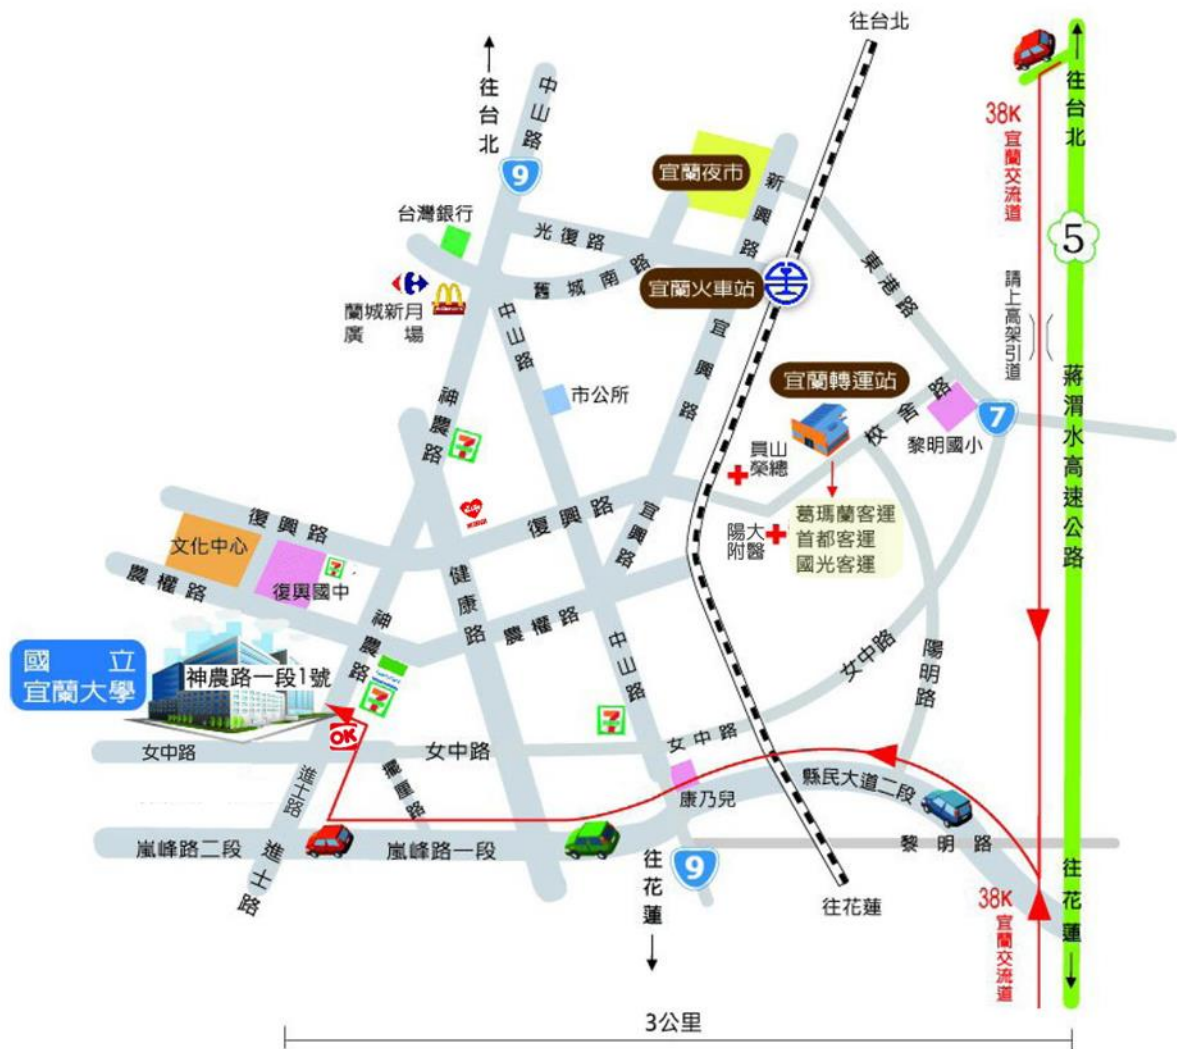 往台北
往台北
中山路
9
往台北
38K
宜蘭交流道
宜蘭夜市
新興路
台灣銀行
光復路
東港路
5
舊城南路
宜蘭火車站
蘭城新月
廣場
中山路
宜興路
請上高架引道
蔣渭水高速公路
宜蘭轉運站
市公所
神農路
7
校舍路
黎明國小
7
員山
榮總
復興路
復興路
宜興路
陽大
附醫
葛瑪蘭客運
首都客運
國光客運
文化中心
7
復興國中
農權路
健康路
神農路
農權路
中山路
女中路
陽明路
國立
宜蘭大學
神農路一段1號
7
7
OK
女中路
女中路
女中路
進士路
擺厘路
康乃兒
縣民大道二段
嵐峰路二段
進士路
嵐峰路一段
黎明路
9
往花蓮
往花蓮
往花蓮
38K
宜蘭交流道
3公里